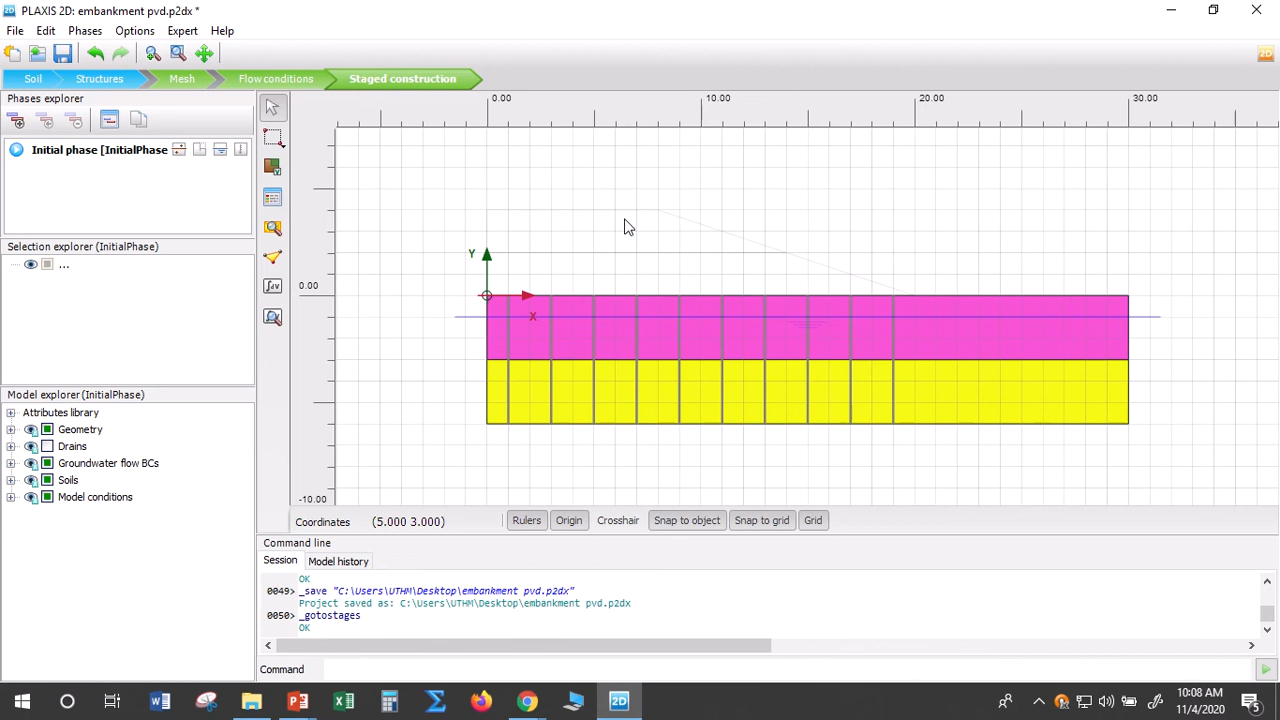 2D PLAXIS 2D: embankment pvd.p2dx *
File Edit Phases Options Expert Help
2D
Soil Structures Mesh Flow conditions Staged construction
Phases explorer
Initial phase [InitialPhase
Selection explorer (InitialPhase)
...
Model explorer (InitialPhase)
Attributes library
Geometry
Drains
Groundwater flow BCs
Soils
Model conditions
0.00 10.00 20.00 30.00
Y
0.00
X
-10.00
Coordinates (5.000 3.000) Rulers Origin Crosshair Snap to object Snap to grid Grid
Command line
Session Model history
OK
0049> _save "C:\Users\UTHM\Desktop\embankment pvd.p2dx"
Project saved as: C:\Users\UTHM\Desktop\embankment pvd.p2dx
0050> _gotostages
OK
Command
2D
10:08 AM
11/4/2020
5